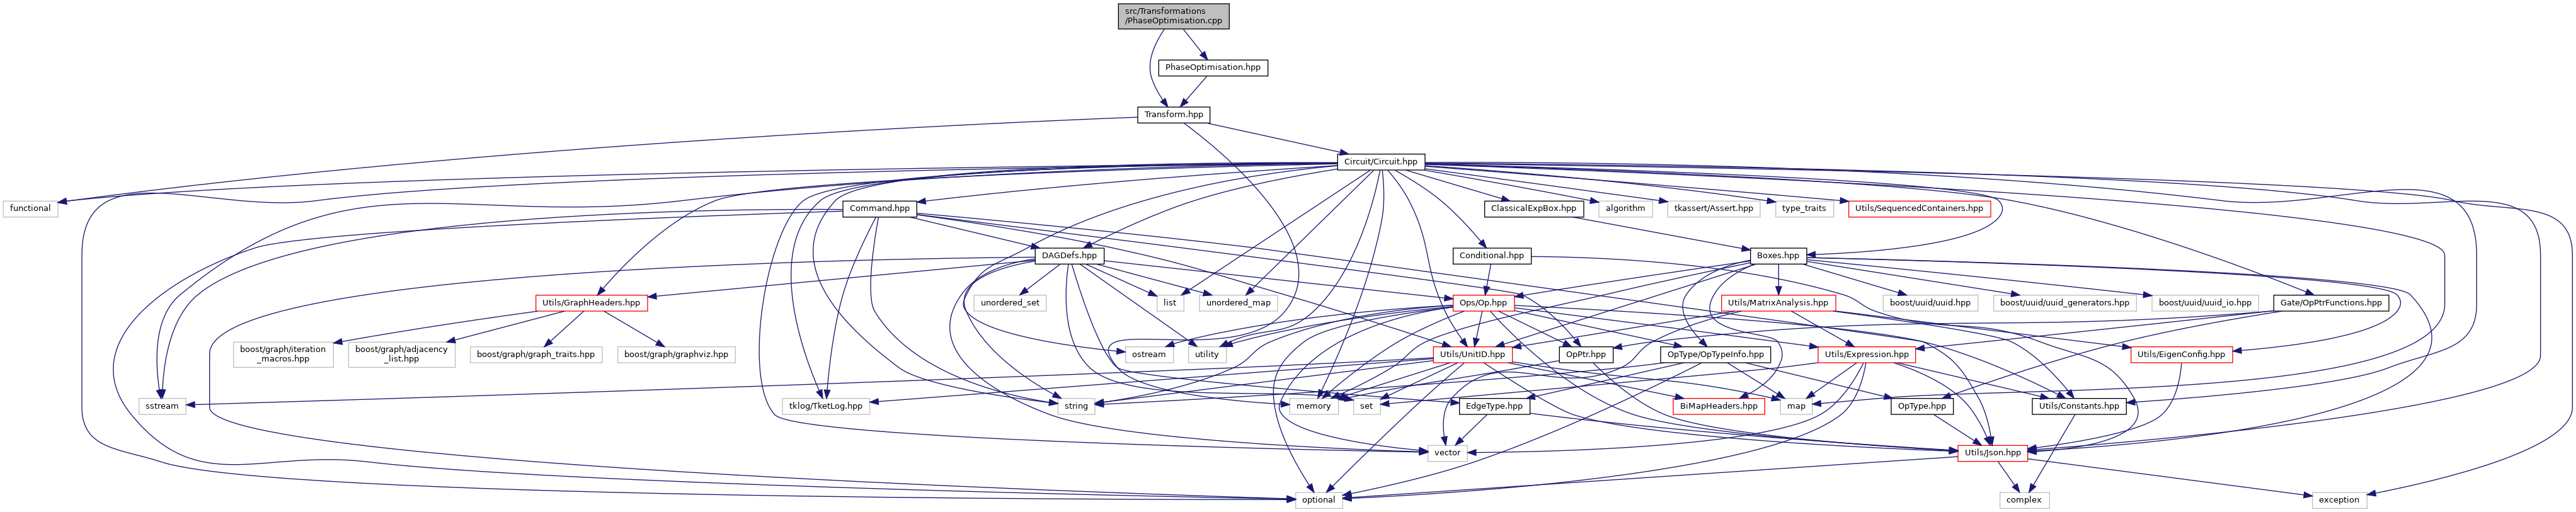 src/Transformations
/PhaseOptimisation.cpp
PhaseOptimisation.hpp
Transform.hpp
Circuit/Circuit.hpp
functional
Command.hpp
ClassicalExpBox.hpp
algorithm
tkassert/Assert.hpp
type_traits
Utils/SequencedContainers.hpp
DAGDefs.hpp
Conditional.hpp
Boxes.hpp
Utils/GraphHeaders.hpp
unordered_set
list
unordered_map
Ops/Op.hpp
Utils/MatrixAnalysis.hpp
boost/uuid/uuid.hpp
boost/uuid/uuid_generators.hpp
boost/uuid/uuid_io.hpp
Gate/OpPtrFunctions.hpp
boost/graph/iteration
_macros.hpp
boost/graph/adjacency
_list.hpp
boost/graph/graph_traits.hpp
boost/graph/graphviz.hpp
ostream
utility
Utils/UnitID.hpp
OpPtr.hpp
OpType/OpTypeInfo.hpp
Utils/Expression.hpp
Utils/EigenConfig.hpp
sstream
tklog/TketLog.hpp
string
memory
set
EdgeType.hpp
BiMapHeaders.hpp
map
OpType.hpp
Utils/Constants.hpp
vector
Utils/Json.hpp
optional
complex
exception